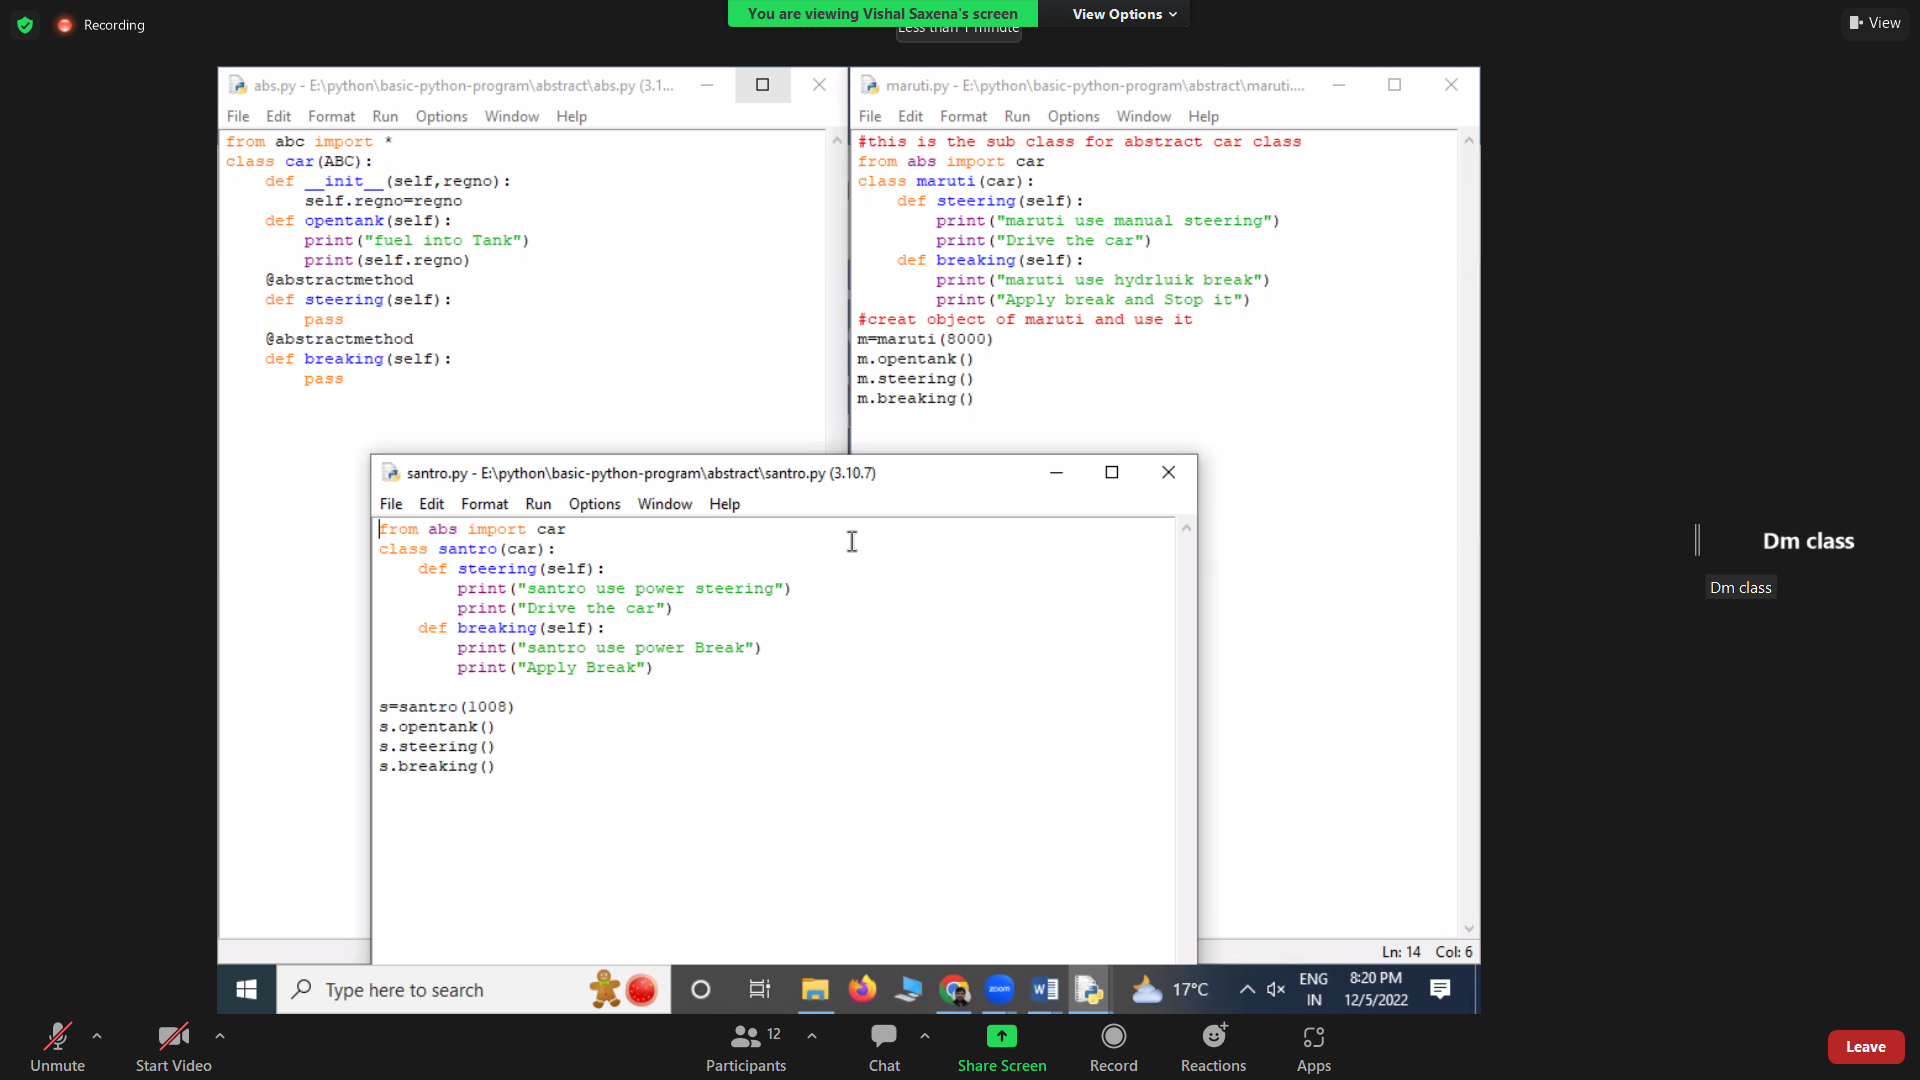 Recording
You are viewing Vishal Saxena's screen
View Options
Less than 1 minute
View
abs.py - E:\python\basic-python-program\abstract\abs.py (3.1...
File Edit Format Run Options Window Help
from abc import *
class car(ABC):
    def __init__(self,regno):
        self.regno=regno
    def opentank(self):
        print("fuel into Tank")
        print(self.regno)
    @abstractmethod
    def steering(self):
        pass
    @abstractmethod
    def breaking(self):
        pass
maruti.py - E:\python\basic-python-program\abstract\maruti....
File Edit Format Run Options Window Help
#this is the sub class for abstract car class
from abs import car
class maruti(car):
    def steering(self):
        print("maruti use manual steering")
        print("Drive the car")
    def breaking(self):
        print("maruti use hydrluik break")
        print("Apply break and Stop it")
#creat object of maruti and use it
m=maruti(8000)
m.opentank()
m.steering()
m.breaking()
Ln: 14 Col: 6
santro.py - E:\python\basic-python-program\abstract\santro.py (3.10.7)
File Edit Format Run Options Window Help
from abs import car
class santro(car):
    def steering(self):
        print("santro use power steering")
        print("Drive the car")
    def breaking(self):
        print("santro use power Break")
        print("Apply Break")
s=santro(1008)
s.opentank()
s.steering()
s.breaking()
Dm class
Dm class
Type here to search
zoom
17°C
ENG
IN
8:20 PM
12/5/2022
Unmute
Start Video
12
Participants
Chat
Share Screen
Record
Reactions
Apps
Leave